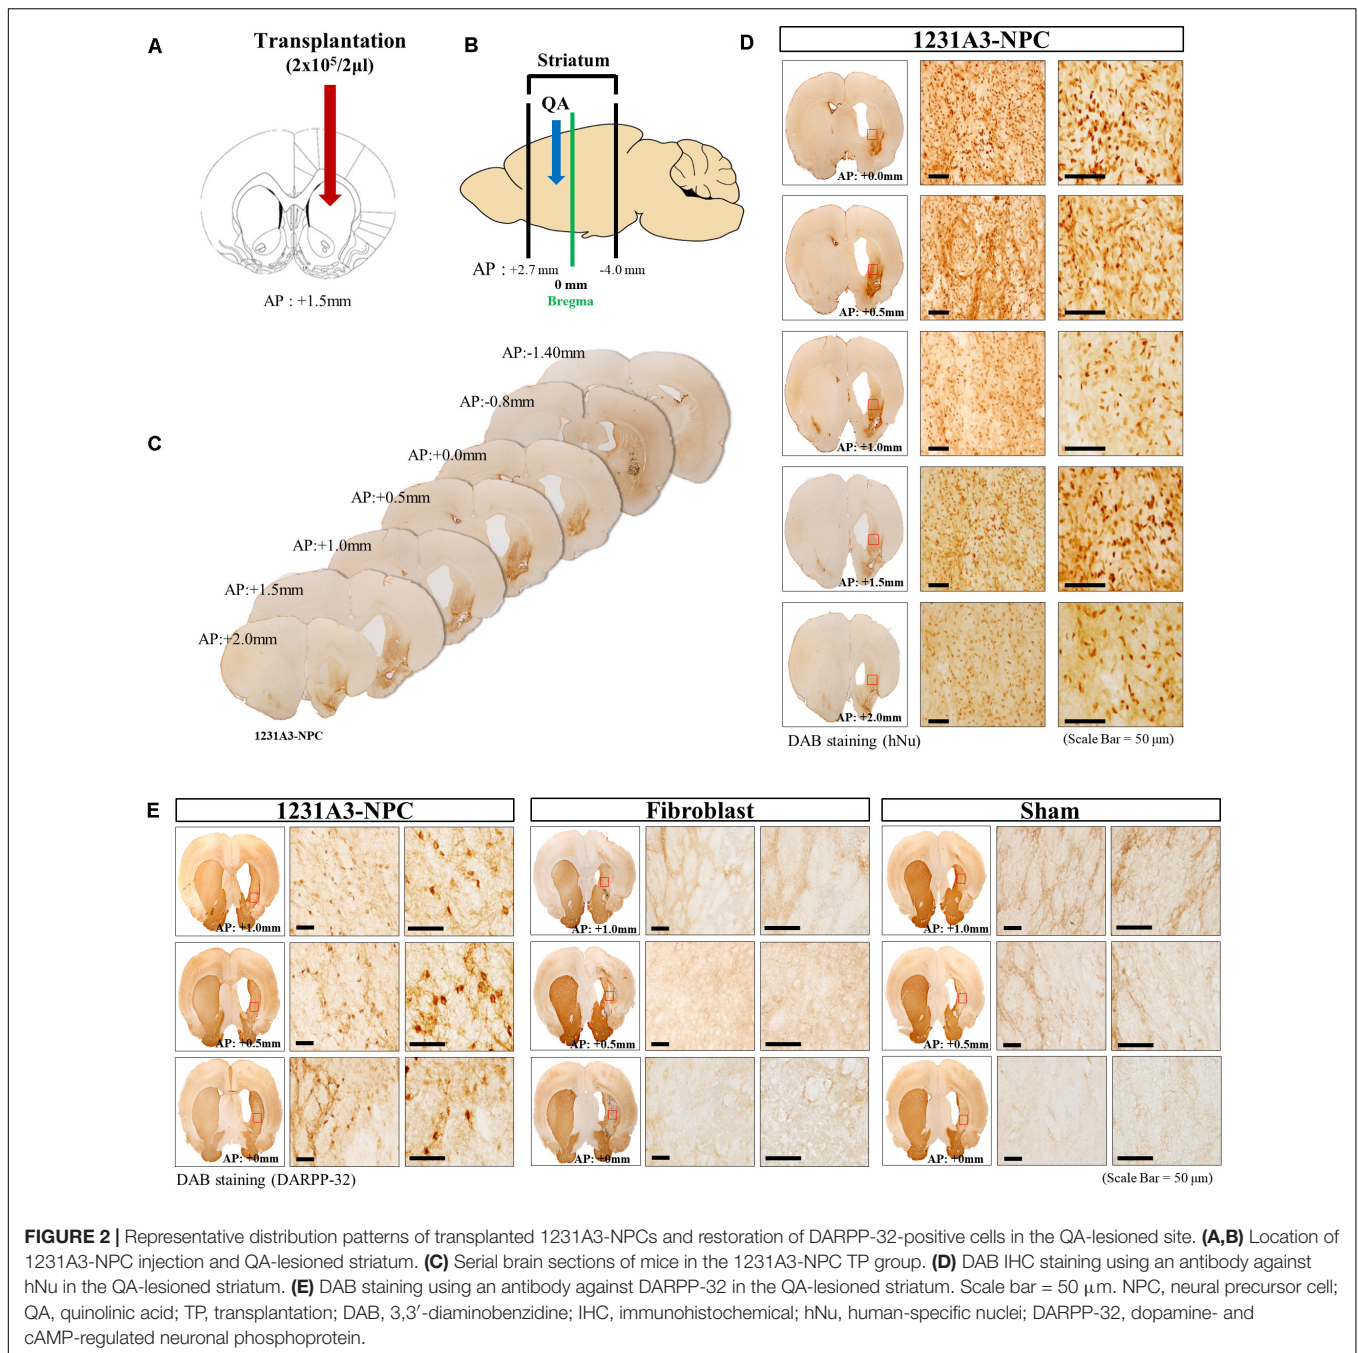 A
Transplantation
(2x10⁵/2µl)
AP : +1.5mm
B
Striatum
QA
AP : +2.7 mm
-4.0 mm
0 mm
Bregma
C
AP:-1.40mm
AP:-0.8mm
AP:+0.0mm
AP:+0.5mm
AP:+1.0mm
AP:+1.5mm
AP:+2.0mm
1231A3-NPC
D
1231A3-NPC
AP: +0.0mm
AP: +0.5mm
AP: +1.0mm
AP: +1.5mm
AP: +2.0mm
DAB staining (hNu)
(Scale Bar = 50 µm)
E
1231A3-NPC
Fibroblast
Sham
AP: +1.0mm
AP: +1.0mm
AP: +1.0mm
AP: +0.5mm
AP: +0.5mm
AP: +0.5mm
AP: +0mm
AP: +0mm
AP: +0mm
DAB staining (DARPP-32)
(Scale Bar = 50 µm)
FIGURE 2 | Representative distribution patterns of transplanted 1231A3-NPCs and restoration of DARPP-32-positive cells in the QA-lesioned site. (A,B) Location of
1231A3-NPC injection and QA-lesioned striatum. (C) Serial brain sections of mice in the 1231A3-NPC TP group. (D) DAB IHC staining using an antibody against
hNu in the QA-lesioned striatum. (E) DAB staining using an antibody against DARPP-32 in the QA-lesioned striatum. Scale bar = 50 µm. NPC, neural precursor cell;
QA, quinolinic acid; TP, transplantation; DAB, 3,3′-diaminobenzidine; IHC, immunohistochemical; hNu, human-specific nuclei; DARPP-32, dopamine- and
cAMP-regulated neuronal phosphoprotein.